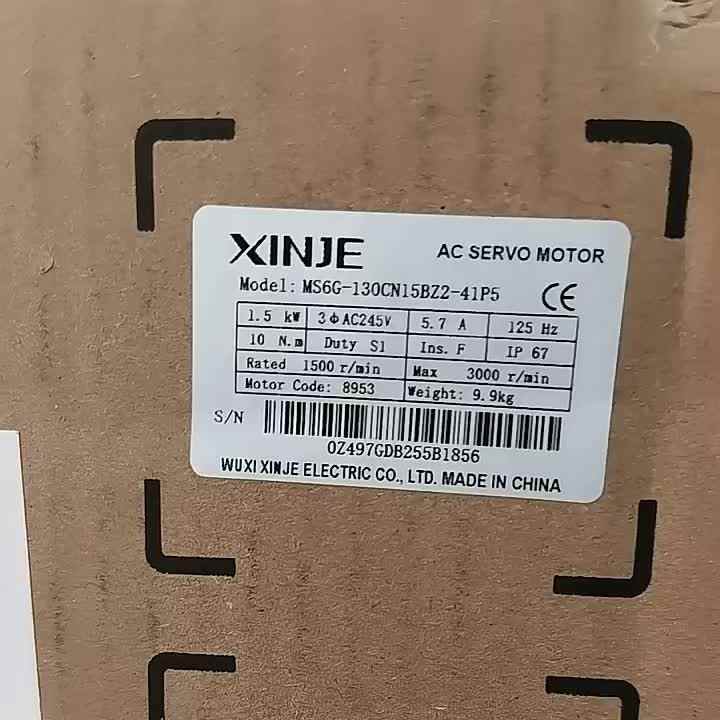 XINJE AC SERVO MOTOR
Model: MS6G-130CN15BZ2-41P5 CE
1.5 kW 3ΦAC245V 5.7 A 125 Hz
10 N.m Duty S1 Ins. F IP 67
Rated 1500 r/min Max 3000 r/min
Motor Code: 8953 Weight: 9.9kg
S/N
0Z497GDB255B1856
WUXI XINJE ELECTRIC CO., LTD. MADE IN CHINA